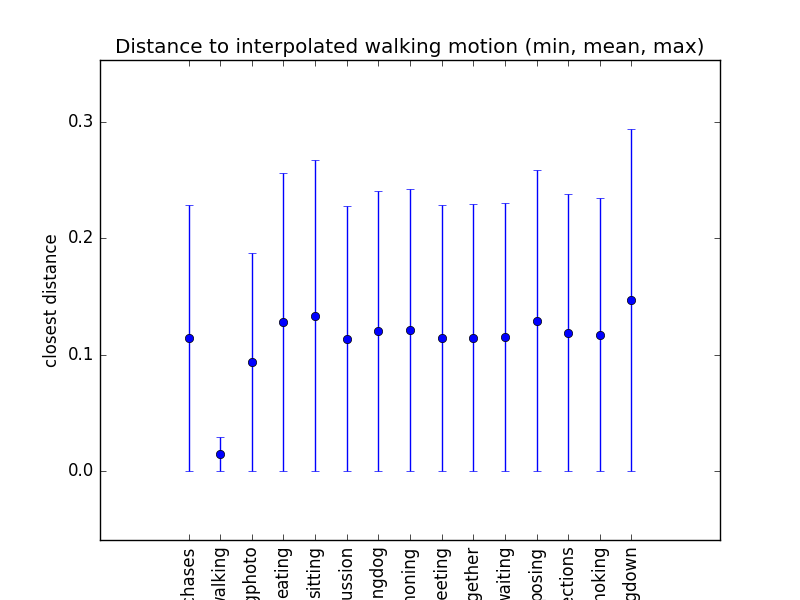 Distance to interpolated walking motion (min, mean, max)
closest distance
0.3
0.2
0.1
0.0
chases
walking
gphoto
eating
sitting
ussion
ngdog
honing
eeting
gether
waiting
posing
ections
noking
gdown